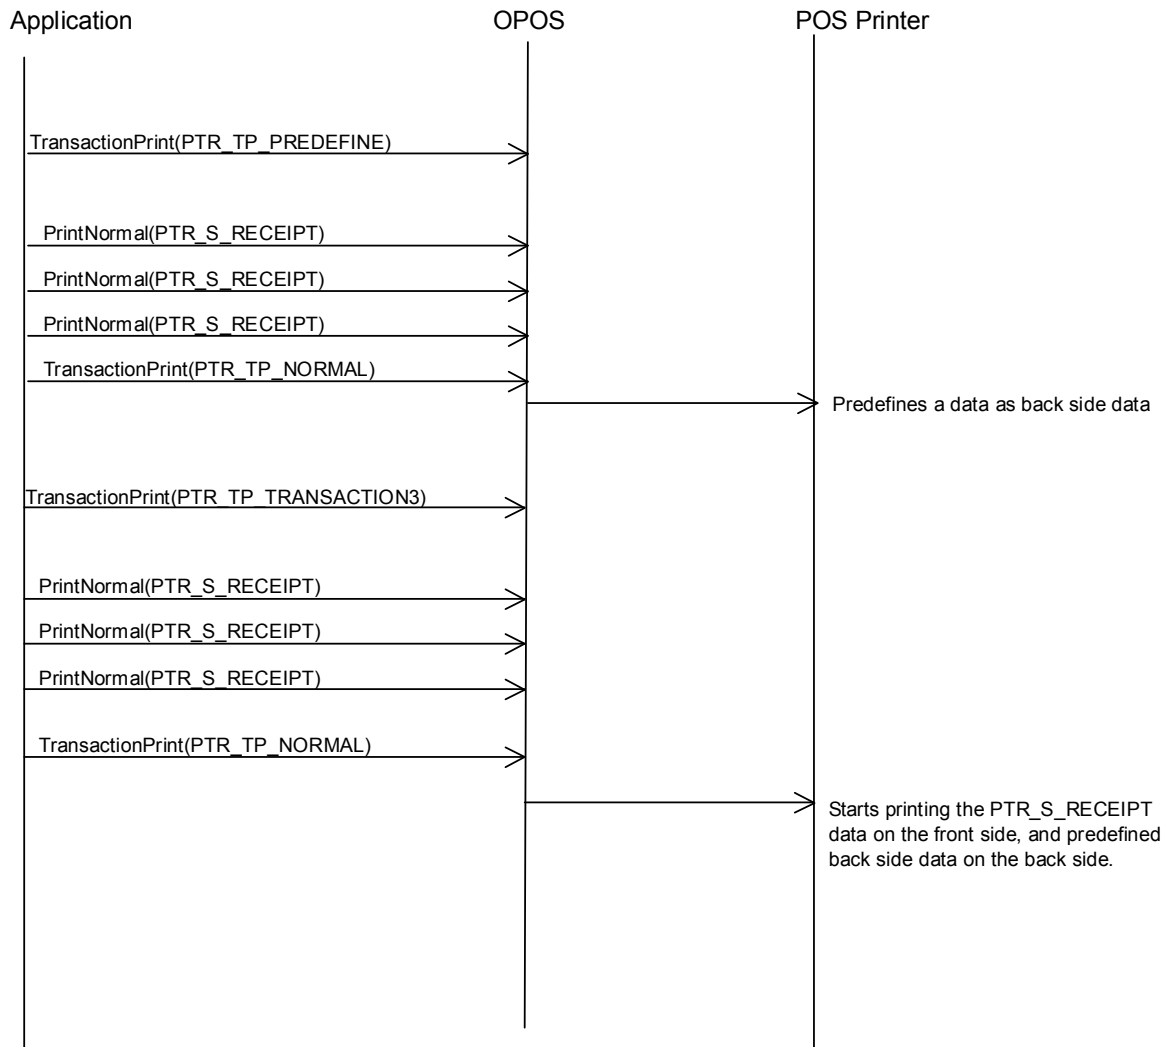 Application
OPOS
POS Printer
TransactionPrint(PTR_TP_PREDEFINE)
PrintNormal(PTR_S_RECEIPT)
PrintNormal(PTR_S_RECEIPT)
PrintNormal(PTR_S_RECEIPT)
TransactionPrint(PTR_TP_NORMAL)
Predefines a data as back side data
TransactionPrint(PTR_TP_TRANSACTION3)
PrintNormal(PTR_S_RECEIPT)
PrintNormal(PTR_S_RECEIPT)
PrintNormal(PTR_S_RECEIPT)
TransactionPrint(PTR_TP_NORMAL)
Starts printing the PTR_S_RECEIPT
data on the front side, and predefined
back side data on the back side.